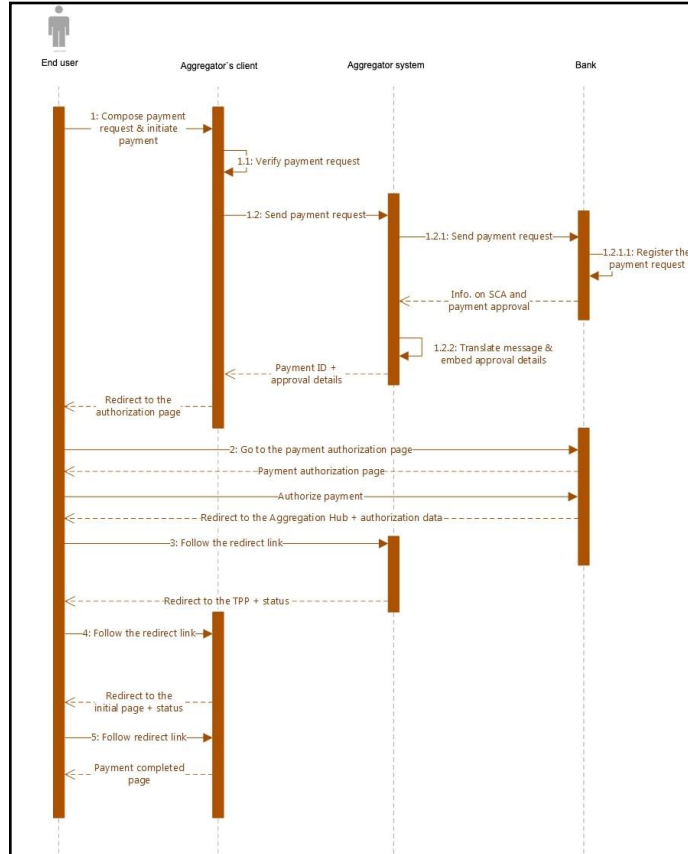 End user
Aggregator`s client
Aggregator system
Bank
1: Compose payment
request & initiate
payment
1.1: Verify payment request
1.2: Send payment request
1.2.1: Send payment request
1.2.1.1: Register the
payment request
Info. on SCA and
payment approval
1.2.2: Translate message &
embed approval details
Payment ID +
approval details
Redirect to the
authorization page
2: Go to the payment authorization page
Payment authorization page
Authorize payment
Redirect to the Aggregation Hub + authorization data
3: Follow the redirect link
Redirect to the TPP + status
4: Follow the redirect link
Redirect to the
initial page + status
5: Follow redirect link
Payment completed
page